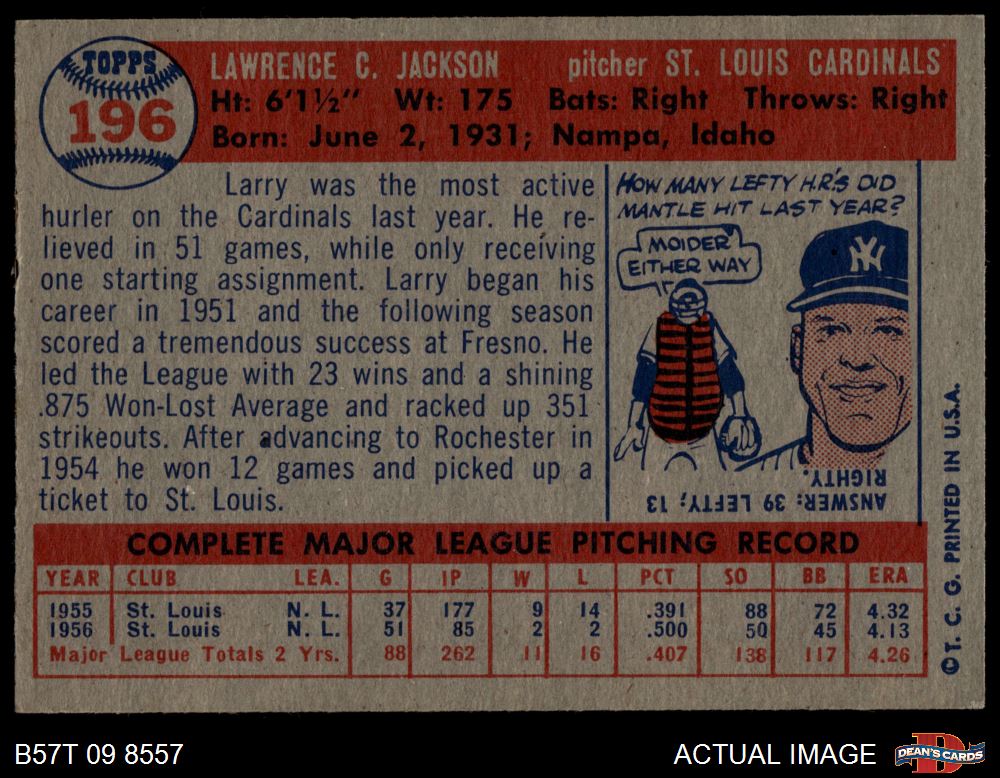 TOPPS
196
LAWRENCE C. JACKSON pitcher ST. LOUIS CARDINALS
Ht: 6'1½" Wt: 175 Bats: Right Throws: Right
Born: June 2, 1931; Nampa, Idaho
Larry was the most active
hurler on the Cardinals last year. He re-
lieved in 51 games, while only receiving
one starting assignment. Larry began his
career in 1951 and the following season
scored a tremendous success at Fresno. He
led the League with 23 wins and a shining
.875 Won-Lost Average and racked up 351
strikeouts. After advancing to Rochester in
1954 he won 12 games and picked up a
ticket to St. Louis.
HOW MANY LEFTY H.R.'S DID
MANTLE HIT LAST YEAR?
MOIDER
EITHER WAY
NY
ANSWER: 39 LEFTY; 13
RIGHTY.
COMPLETE MAJOR LEAGUE PITCHING RECORD
YEAR CLUB LEA. G IP W L PCT SO BB ERA
1955 St. Louis N. L. 37 177 9 14 .391 88 72 4.32
1956 St. Louis N. L. 51 85 2 2 .500 50 45 4.13
Major League Totals 2 Yrs. 88 262 11 16 .407 138 117 4.26
© T. C. G. PRINTED IN U.S.A.
B57T 09 8557
ACTUAL IMAGE
D
DEAN'S CARDS